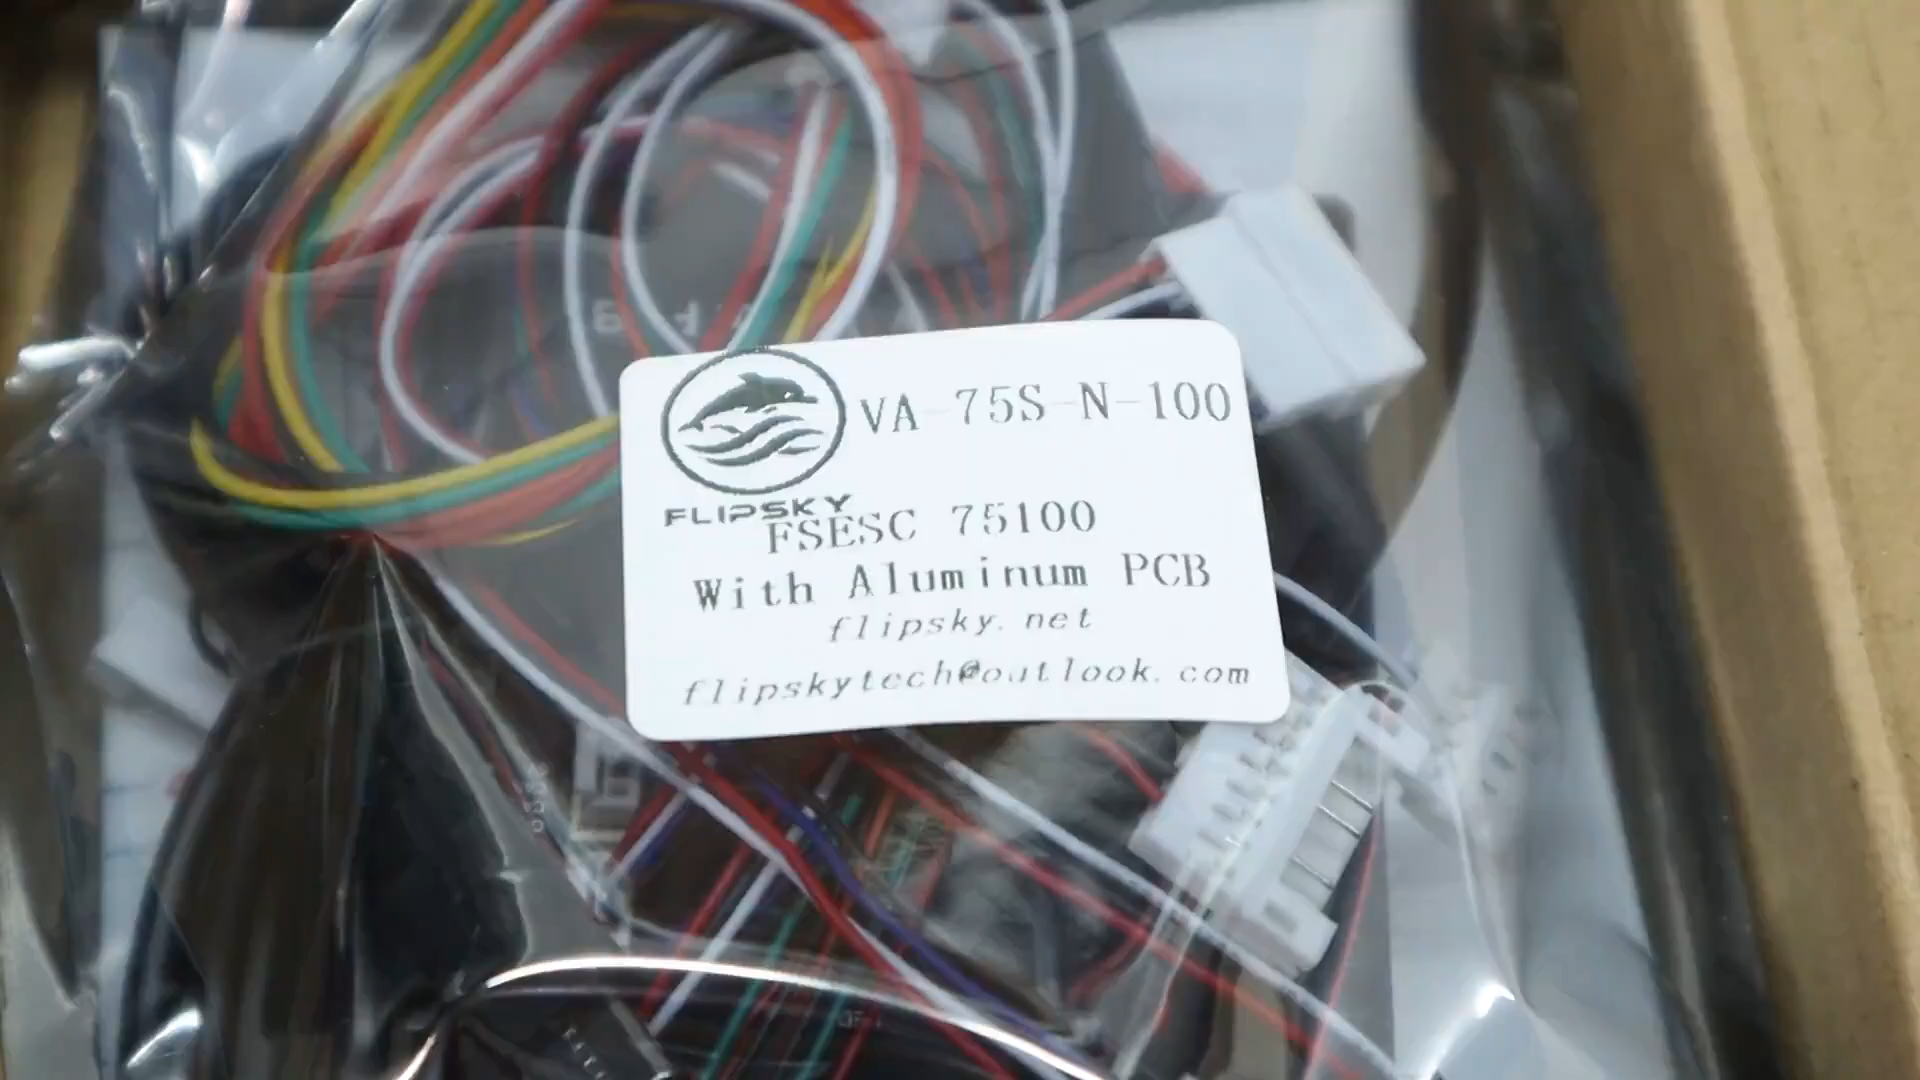 VA-75S-N-100
FLIPSKY
FSESC 75100
With Aluminum PCB
flipsky.net
flipskytech@outlook.com